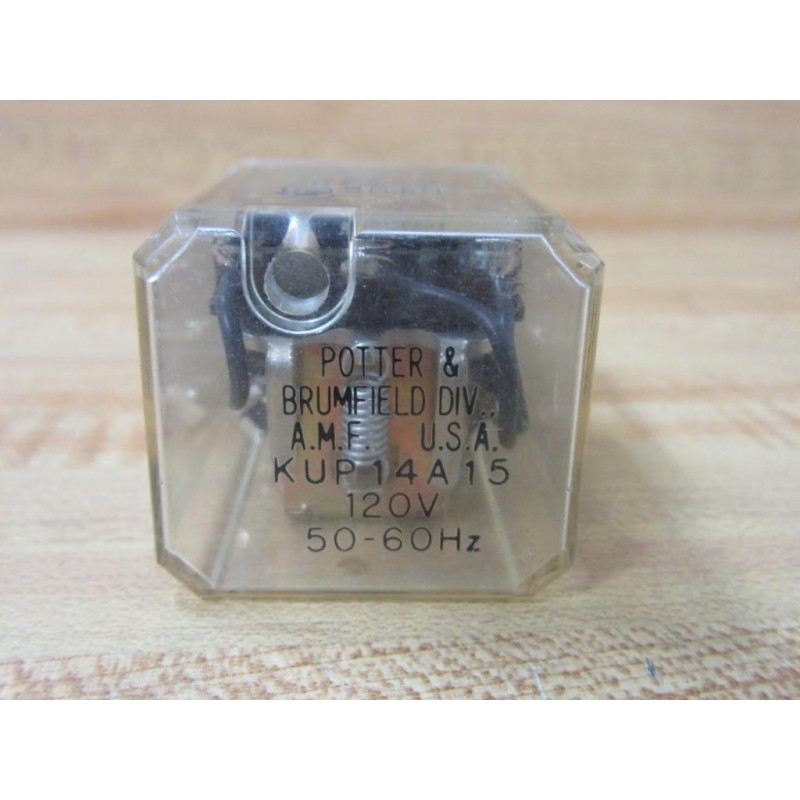 POTTER &
BRUMFIELD DIV.,
A.M.F. U.S.A.
KUP14A15
120V
50-60Hz